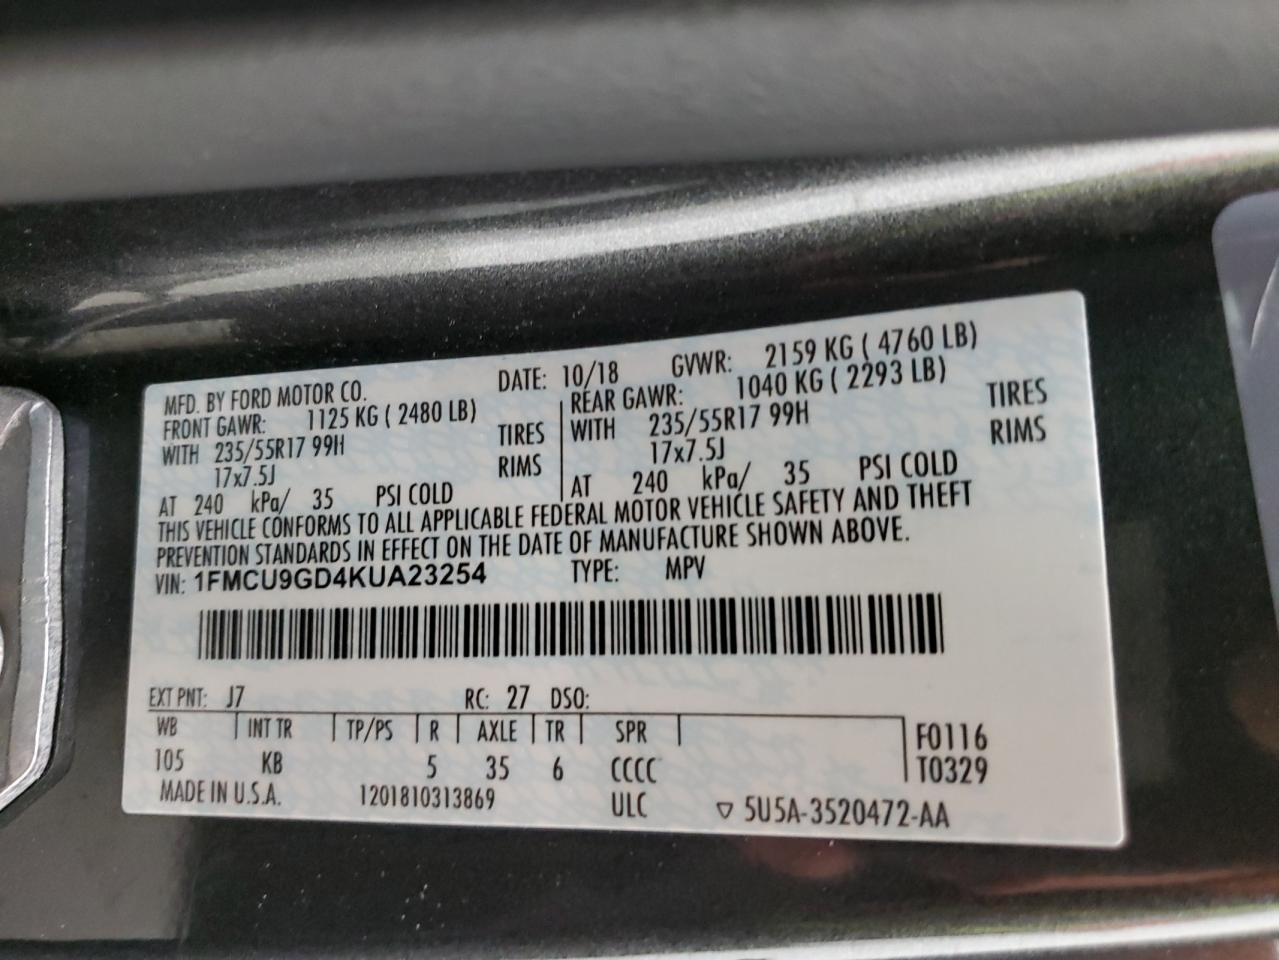 MFD. BY FORD MOTOR CO. DATE: 10/18 GVWR: 2159 KG ( 4760 LB)
FRONT GAWR: 1125 KG ( 2480 LB) REAR GAWR: 1040 KG ( 2293 LB)
WITH 235/55R17 99H TIRES WITH 235/55R17 99H TIRES
17x7.5J RIMS 17x7.5J RIMS
AT 240 kPa/ 35 PSI COLD AT 240 kPa/ 35 PSI COLD
THIS VEHICLE CONFORMS TO ALL APPLICABLE FEDERAL MOTOR VEHICLE SAFETY AND THEFT
PREVENTION STANDARDS IN EFFECT ON THE DATE OF MANUFACTURE SHOWN ABOVE.
VIN: 1FMCU9GD4KUA23254 TYPE: MPV
EXT PNT: J7 RC: 27 DSO:
WB INT TR TP/PS R AXLE TR SPR F0116
105 KB 5 35 6 CCCC T0329
MADE IN U.S.A. 1201810313869 ULC ▽ 5U5A-3520472-AA